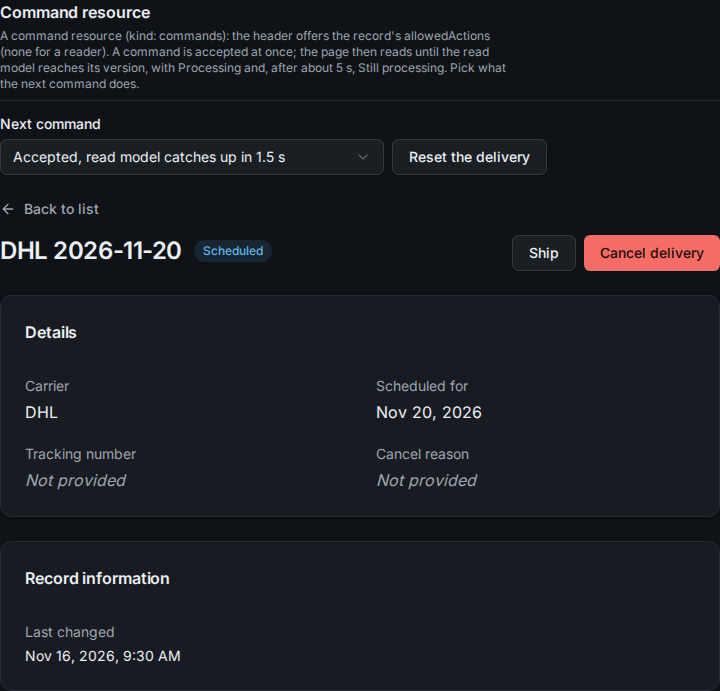 Command resource
A command resource (kind: commands): the header offers the record's allowedActions
(none for a reader). A command is accepted at once; the page then reads until the read
model reaches its version, with Processing and, after about 5 s, Still processing. Pick what
the next command does.
Next command
Accepted, read model catches up in 1.5 s
Reset the delivery
Back to list
DHL 2026-11-20
Scheduled
Ship
Cancel delivery
Details
Carrier
Scheduled for
DHL
Nov 20, 2026
Tracking number
Cancel reason
Not provided
Not provided
Record information
Last changed
Nov 16, 2026, 9:30 AM